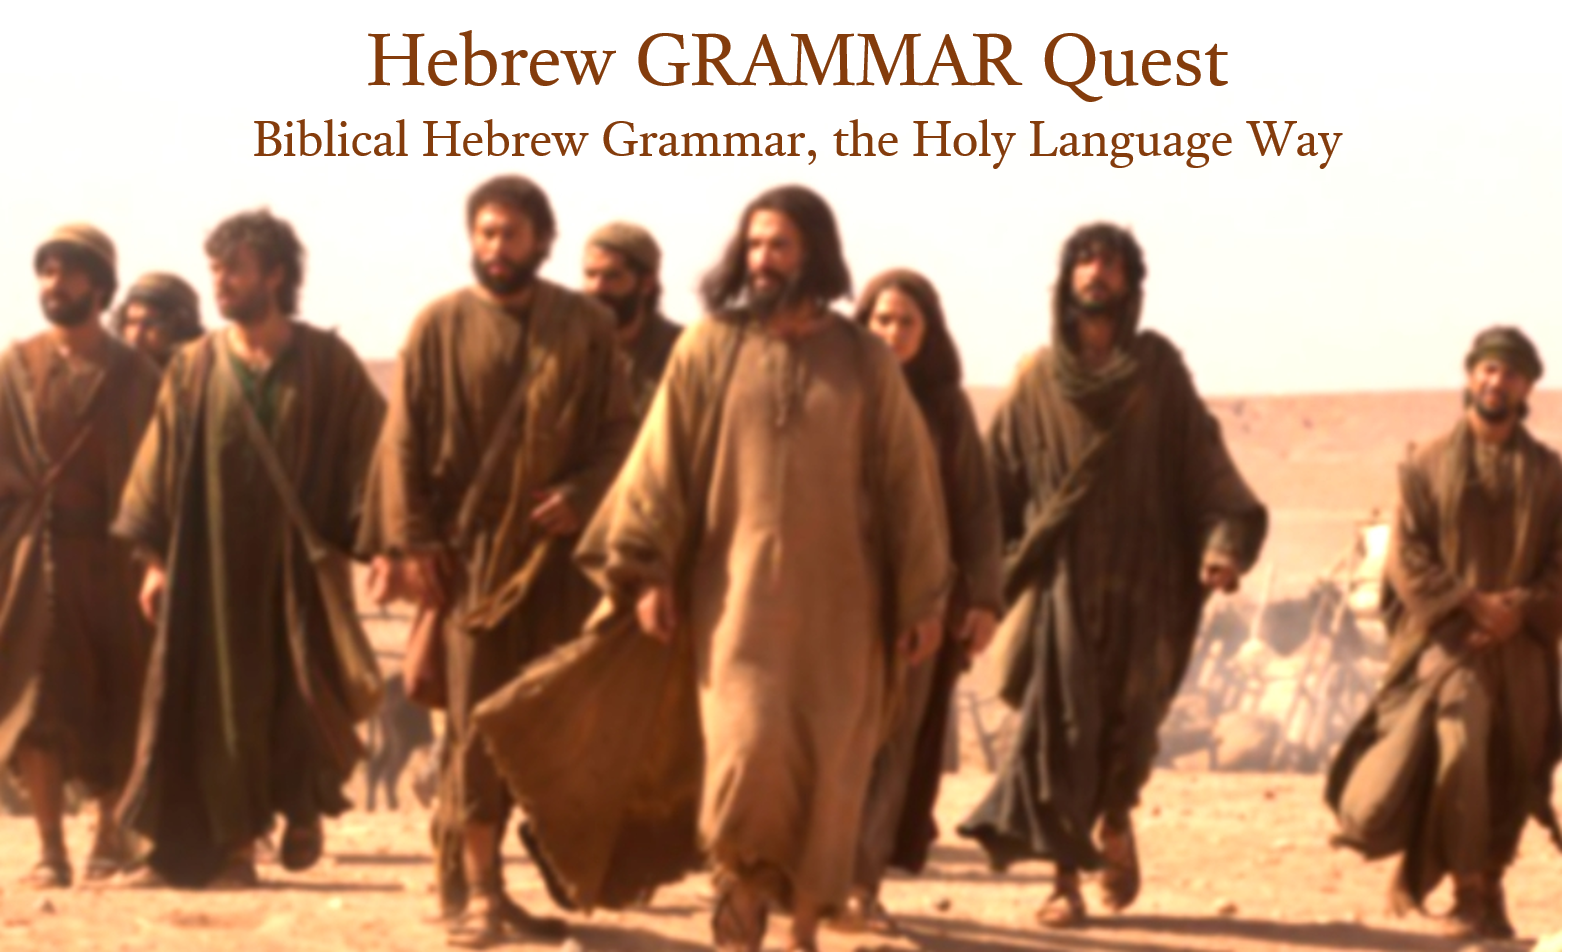 Hebrew GRAMMAR Quest
Biblical Hebrew Grammar, the Holy Language Way